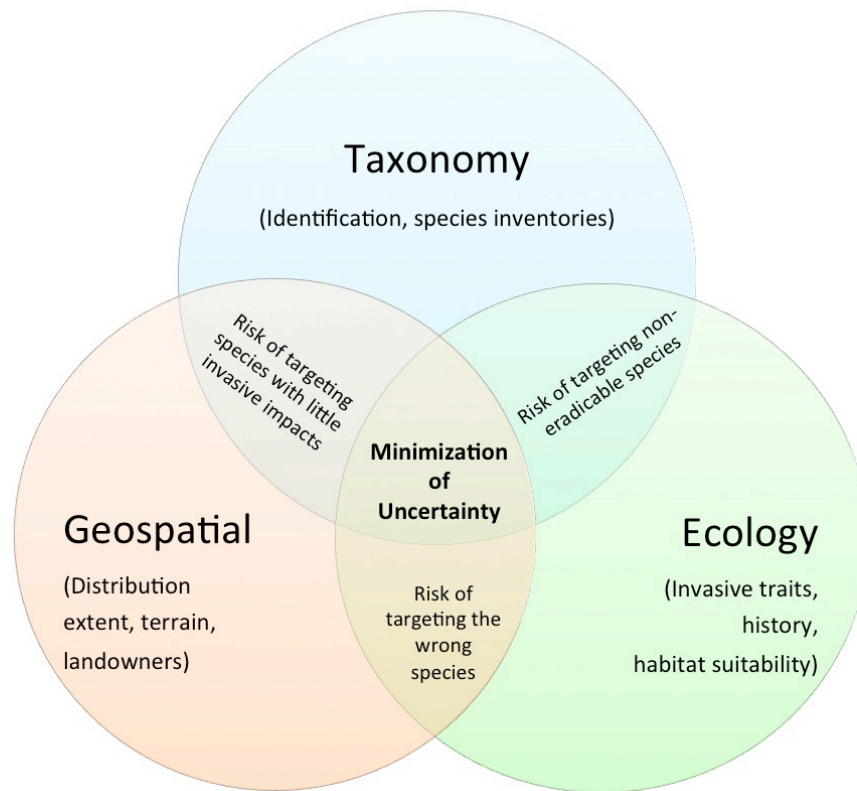 Taxonomy
(Identification, species inventories)
Risk of targeting
species with little
invasive impacts
Risk of targeting non-
eradicable species
Minimization
of
Uncertainty
Geospatial
(Distribution
extent, terrain,
landowners)
Ecology
(Invasive traits,
history,
habitat suitability)
Risk of
targeting the
wrong
species